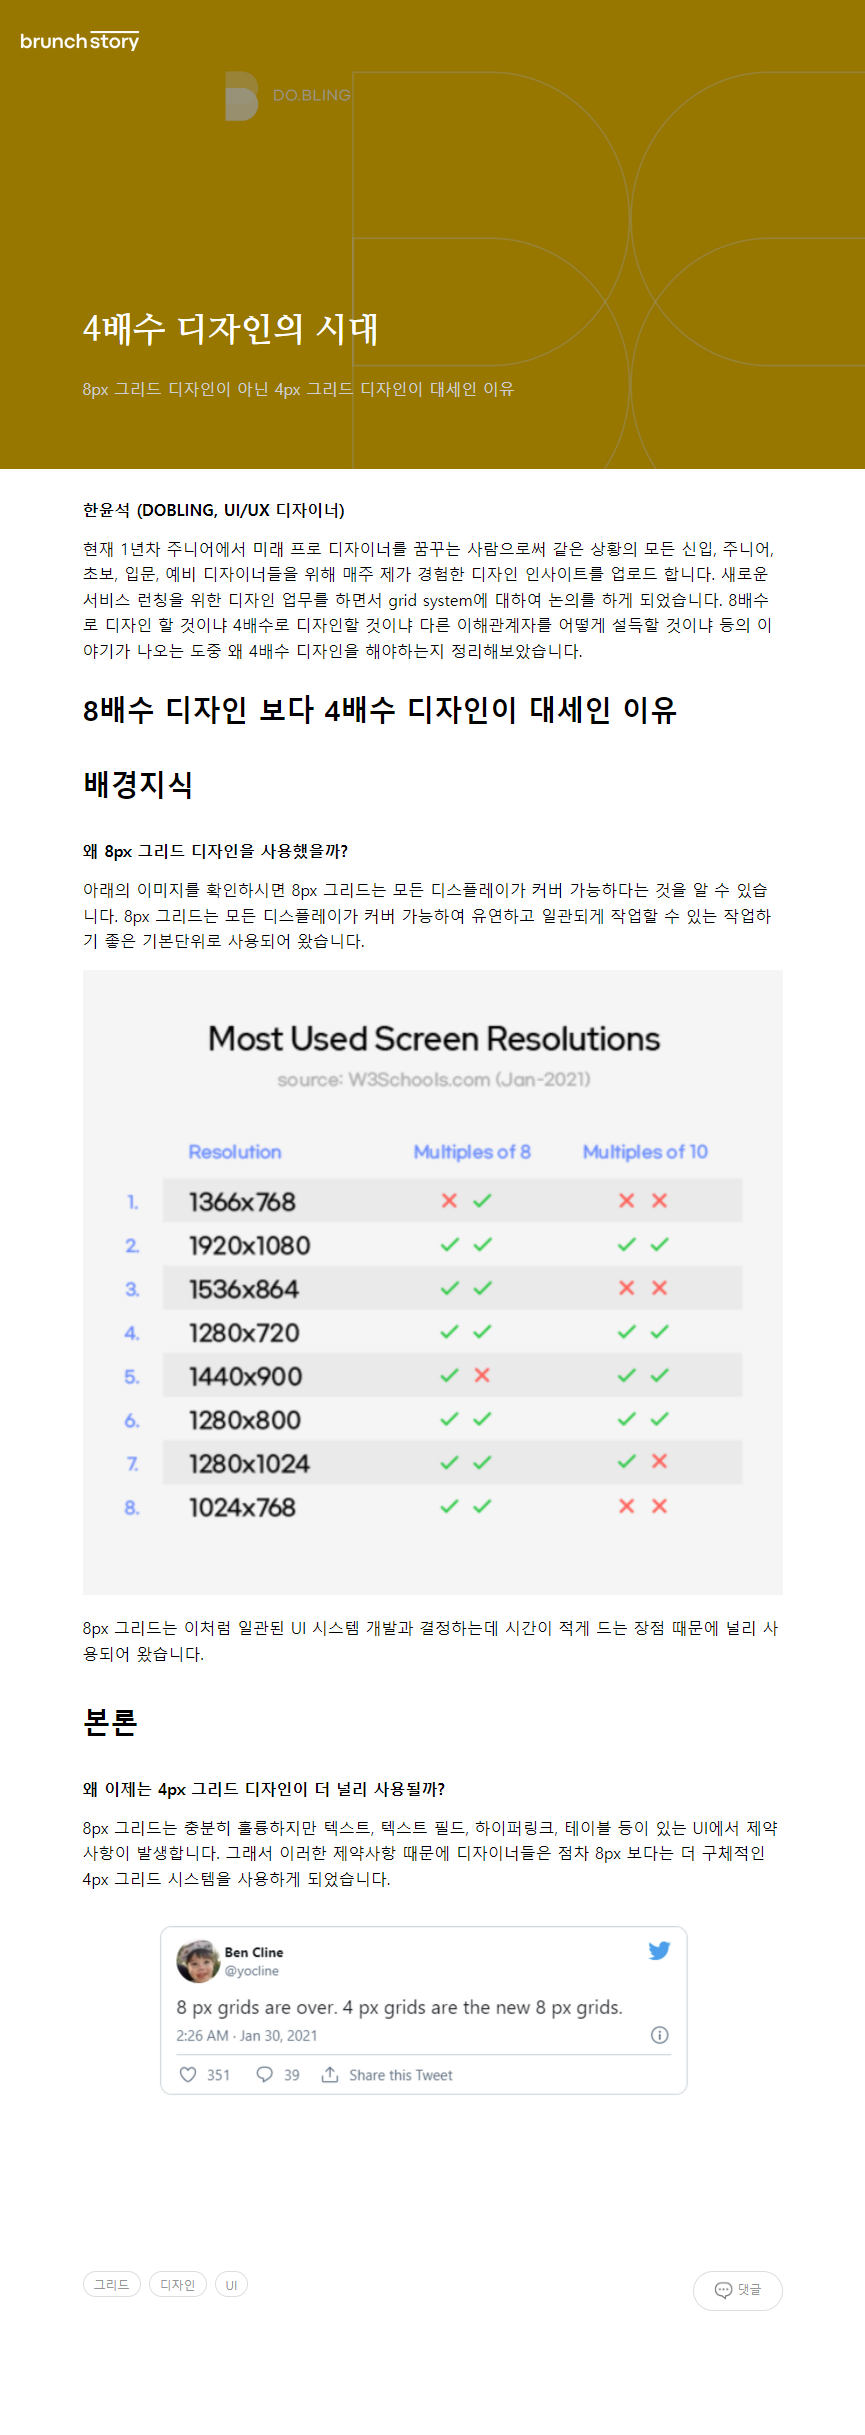 brunch story
DO.BLING
4배수 디자인의 시대
8px 그리드 디자인이 아닌 4px 그리드 디자인이 대세인 이유
한윤석 (DOBLING, UI/UX 디자이너)
현재 1년차 주니어에서 미래 프로 디자이너를 꿈꾸는 사람으로써 같은 상황의 모든 신입, 주니어,
초보, 입문, 예비 디자이너들을 위해 매주 제가 경험한 디자인 인사이트를 업로드 합니다. 새로운
서비스 런칭을 위한 디자인 업무를 하면서 grid system에 대하여 논의를 하게 되었습니다. 8배수
로 디자인 할 것이냐 4배수로 디자인할 것이냐 다른 이해관계자를 어떻게 설득할 것이냐 등의 이
야기가 나오는 도중 왜 4배수 디자인을 해야하는지 정리해보았습니다.
8배수 디자인 보다 4배수 디자인이 대세인 이유
배경지식
왜 8px 그리드 디자인을 사용했을까?
아래의 이미지를 확인하시면 8px 그리드는 모든 디스플레이가 커버 가능하다는 것을 알 수 있습
니다. 8px 그리드는 모든 디스플레이가 커버 가능하여 유연하고 일관되게 작업할 수 있는 작업하
기 좋은 기본단위로 사용되어 왔습니다.
Most Used Screen Resolutions
source: W3Schools.com (Jan-2021)
Resolution Multiples of 8 Multiples of 10
1. 1366x768 ✕ ✓ ✕ ✕
2. 1920x1080 ✓ ✓ ✓ ✓
3. 1536x864 ✓ ✓ ✕ ✕
4. 1280x720 ✓ ✓ ✓ ✓
5. 1440x900 ✓ ✕ ✓ ✓
6. 1280x800 ✓ ✓ ✓ ✓
7. 1280x1024 ✓ ✓ ✓ ✕
8. 1024x768 ✓ ✓ ✕ ✕
8px 그리드는 이처럼 일관된 UI 시스템 개발과 결정하는데 시간이 적게 드는 장점 때문에 널리 사
용되어 왔습니다.
본론
왜 이제는 4px 그리드 디자인이 더 널리 사용될까?
8px 그리드는 충분히 훌륭하지만 텍스트, 텍스트 필드, 하이퍼링크, 테이블 등이 있는 UI에서 제약
사항이 발생합니다. 그래서 이러한 제약사항 때문에 디자이너들은 점차 8px 보다는 더 구체적인
4px 그리드 시스템을 사용하게 되었습니다.
Ben Cline
@yocline
8 px grids are over. 4 px grids are the new 8 px grids.
2:26 AM · Jan 30, 2021
351 39 Share this Tweet
그리드 디자인 UI 댓글